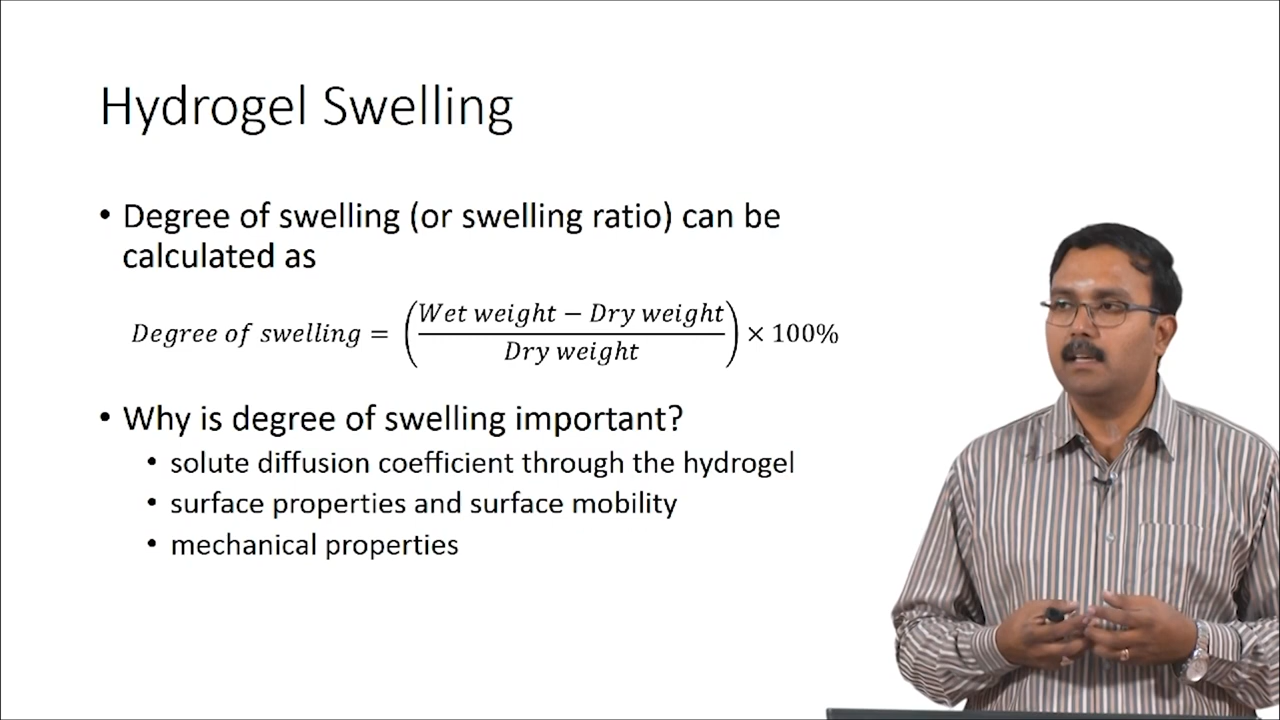 Hydrogel Swelling
• Degree of swelling (or swelling ratio) can be
calculated as
Degree of swelling = (Wet weight − Dry weight / Dry weight) × 100%
• Why is degree of swelling important?
• solute diffusion coefficient through the hydrogel
• surface properties and surface mobility
• mechanical properties